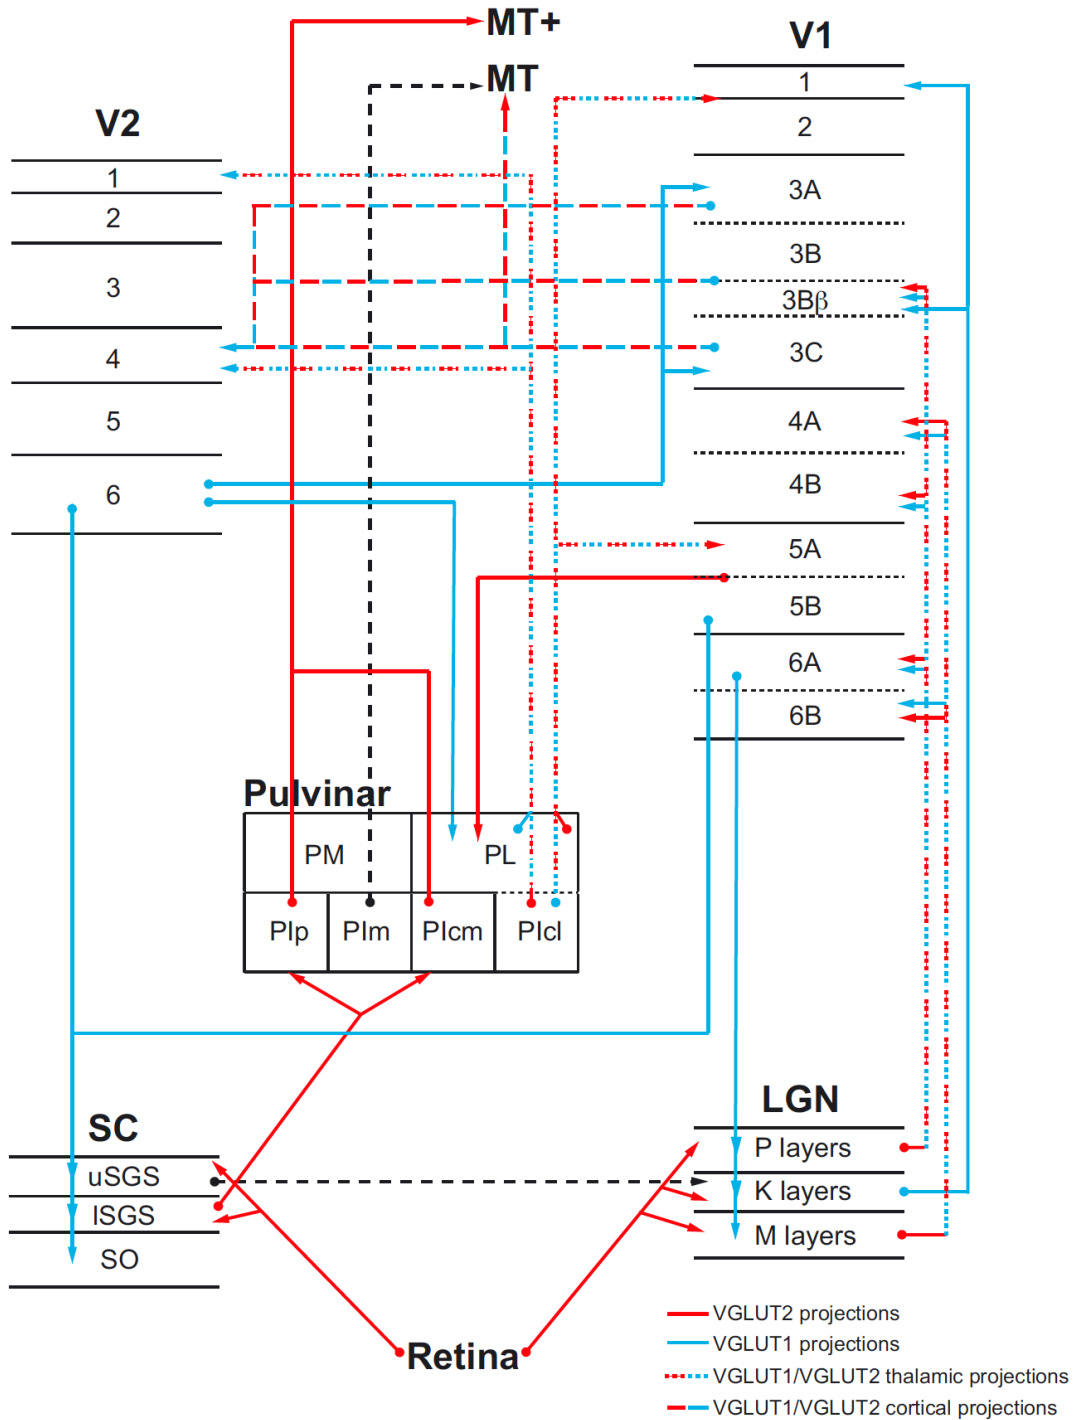 MT+
MT
V1
1
2
3A
3B
3Bβ
3C
4A
4B
5A
5B
6A
6B
V2
1
2
3
4
5
6
Pulvinar
PM
PL
PIp
PIm
PIcm
PIcl
SC
uSGS
lSGS
SO
LGN
P layers
K layers
M layers
Retina
VGLUT2 projections
VGLUT1 projections
VGLUT1/VGLUT2 thalamic projections
VGLUT1/VGLUT2 cortical projections